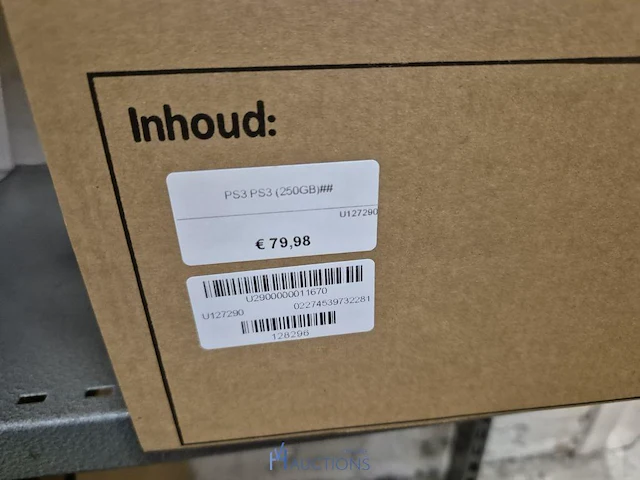 Inhoud:
PS3 PS3 (250GB)##
U127290
€ 79,98
U2900000011670
U127290
02274539732281
128296
AUCTIONS